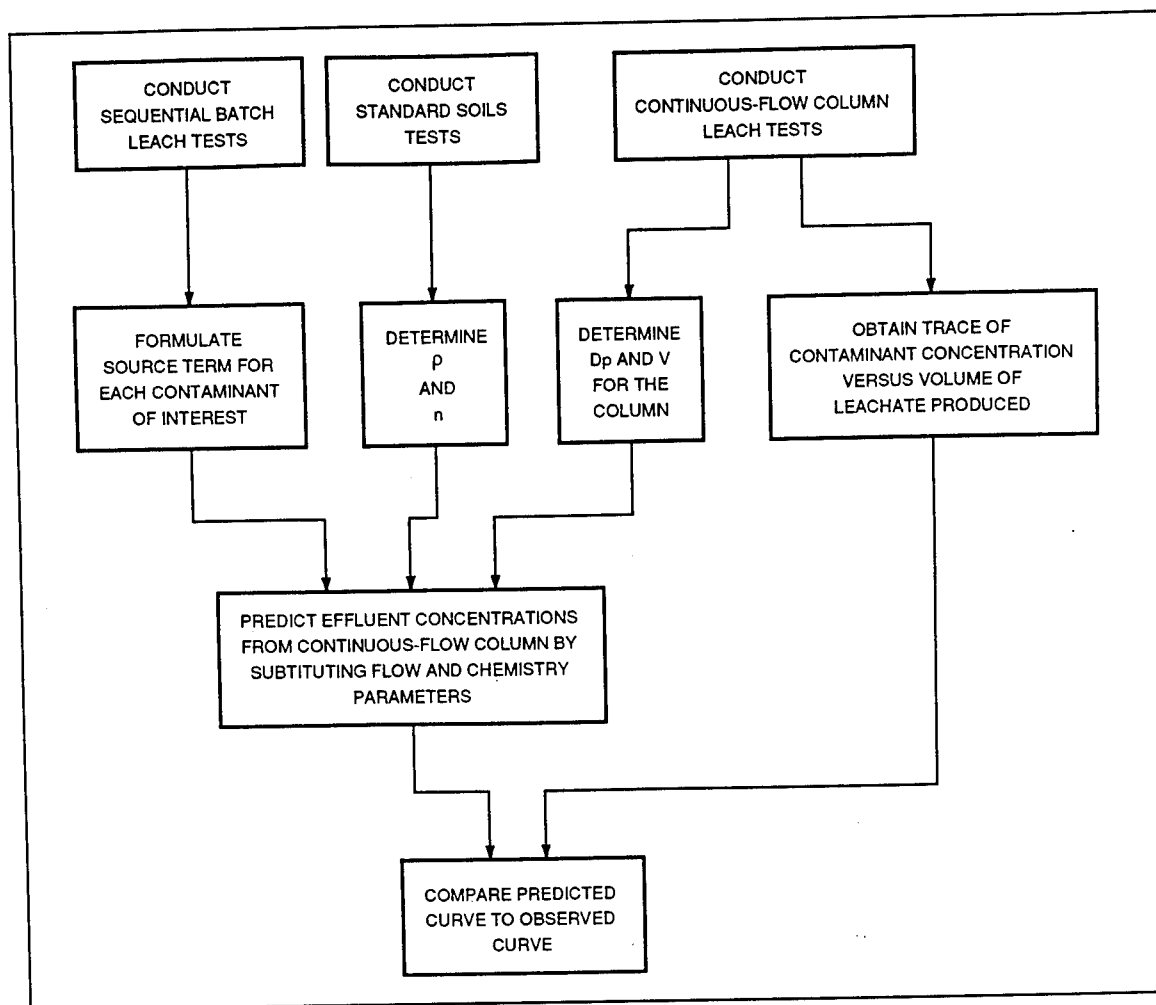 CONDUCT
SEQUENTIAL BATCH
LEACH TESTS
CONDUCT
STANDARD SOILS
TESTS
CONDUCT
CONTINUOUS-FLOW COLUMN
LEACH TESTS
FORMULATE
SOURCE TERM FOR
EACH CONTAMINANT
OF INTEREST
DETERMINE
ρ
AND
n
DETERMINE
Dp AND V
FOR THE
COLUMN
OBTAIN TRACE OF
CONTAMINANT CONCENTRATION
VERSUS VOLUME OF
LEACHATE PRODUCED
PREDICT EFFLUENT CONCENTRATIONS
FROM CONTINUOUS-FLOW COLUMN BY
SUBTITUTING FLOW AND CHEMISTRY
PARAMETERS
COMPARE PREDICTED
CURVE TO OBSERVED
CURVE